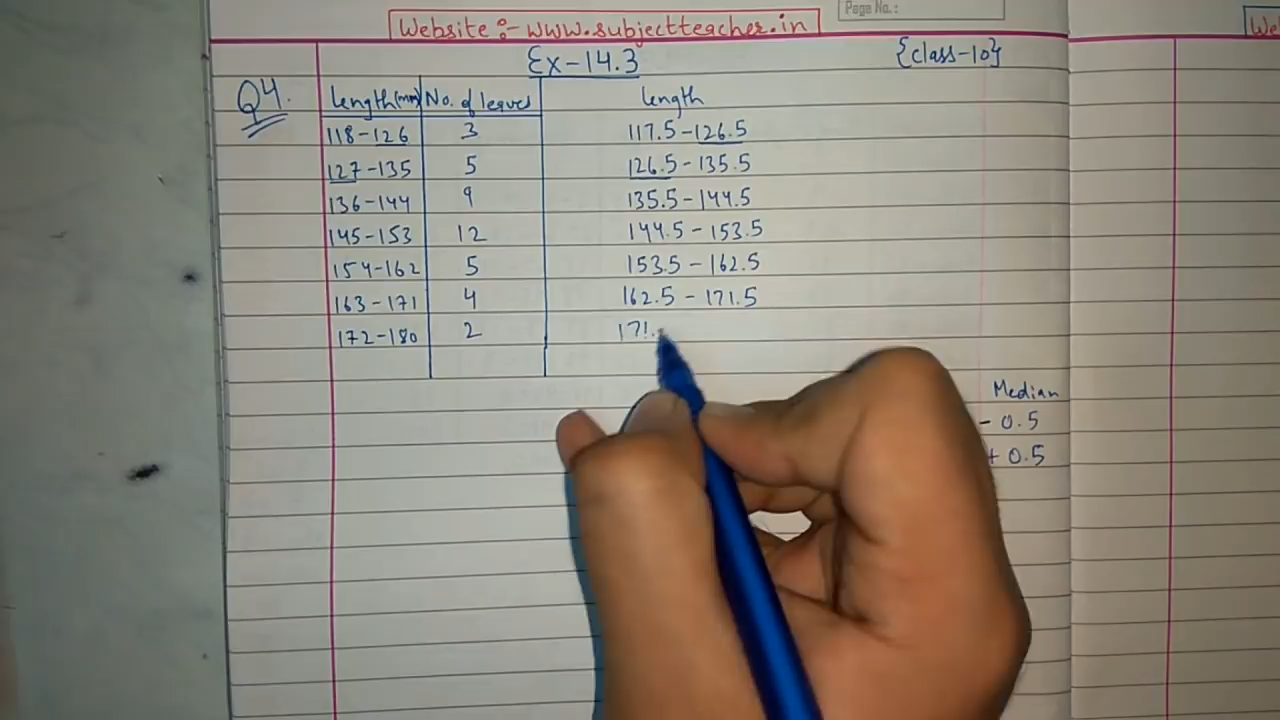 Page No.:
Website :- www.subjectteacher.in
We
Ex-14.3
{class-10}
Q4.
length(mm) No. of leaves length
118-126 3 117.5-126.5
127-135 5 126.5-135.5
136-144 9 135.5-144.5
145-153 12 144.5-153.5
154-162 5 153.5-162.5
163-171 4 162.5-171.5
172-180 2 171.
Median
- 0.5
+ 0.5